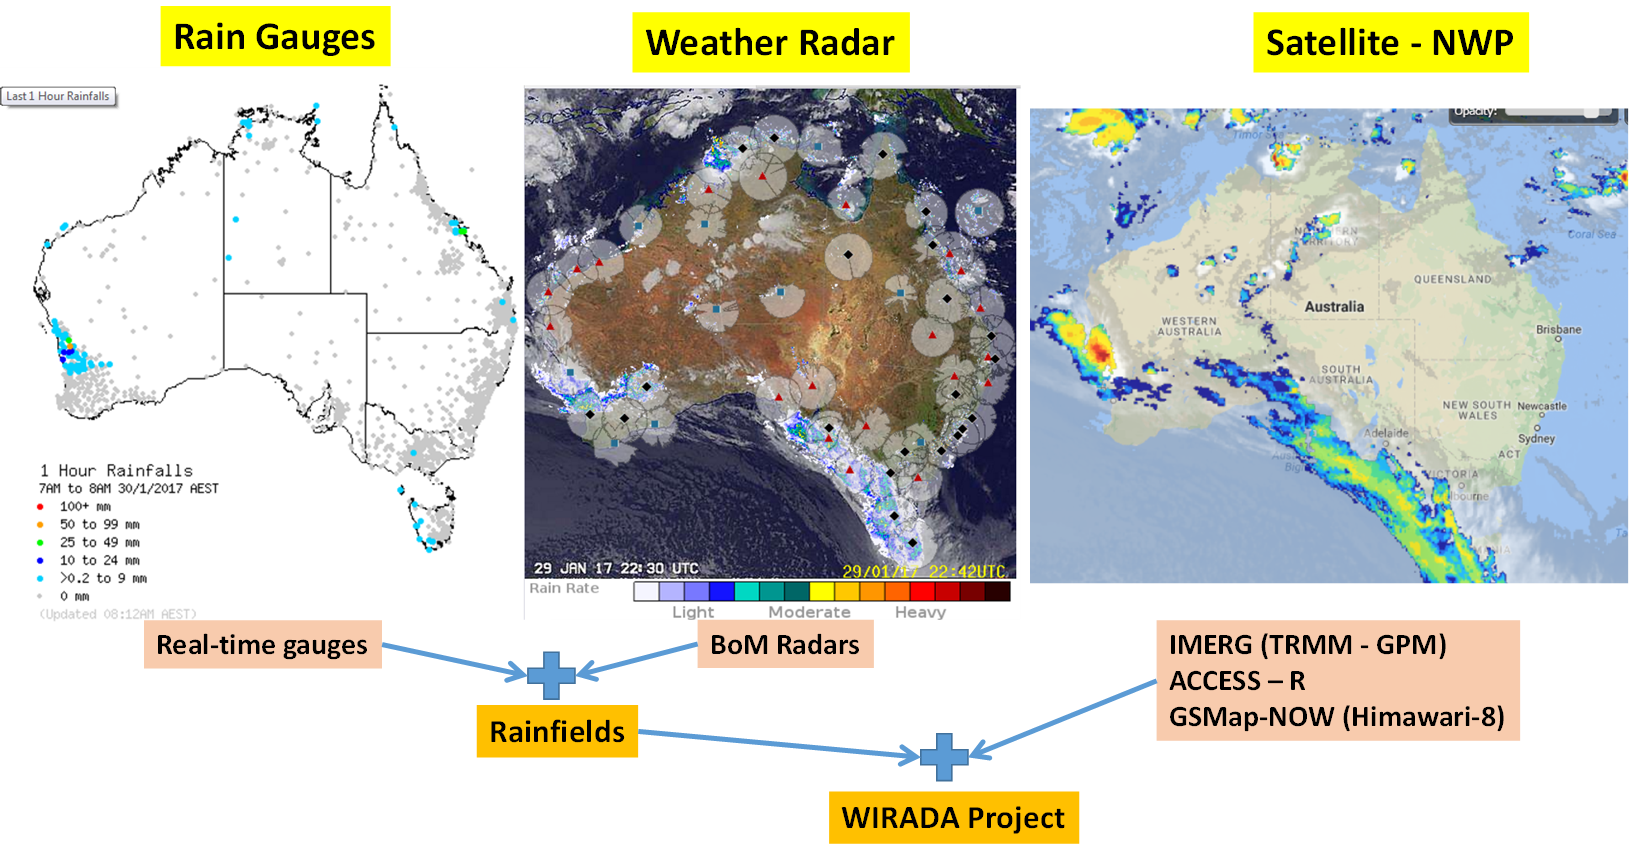 Rain Gauges
Weather Radar
Satellite - NWP
Last 1 Hour Rainfalls
1 Hour Rainfalls
7AM to 8AM 30/1/2017 AEST
100+ mm
50 to 99 mm
25 to 49 mm
10 to 24 mm
>0.2 to 9 mm
0 mm
(Updated 08:12AM AEST)
29 JAN 17 22:30 UTC
29/01/17 22:42UTC
Rain Rate
Light Moderate Heavy
Opacity:
Timor
Coral Sea
QUEENSLAND
Australia
WESTERN
AUSTRALIA
Brisbane
SOUTH
AUSTRALIA
NEW SOUTH
WALES
Newcastle
Adelaide
Sydney
ACT
Real-time gauges
BoM Radars
IMERG (TRMM - GPM)
ACCESS – R
GSMap-NOW (Himawari-8)
Rainfields
WIRADA Project